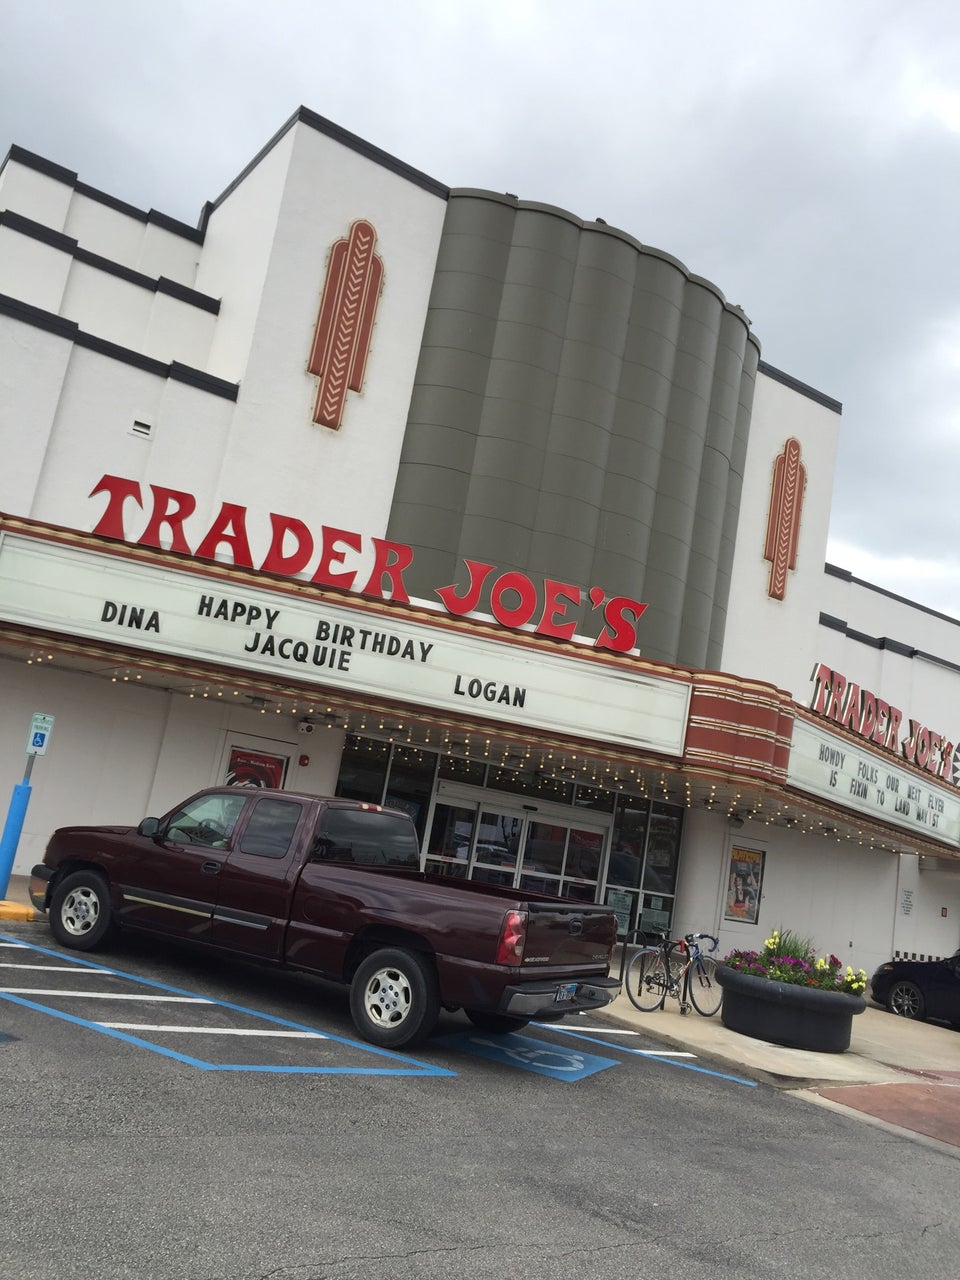 TRADER JOE'S
HAPPY BIRTHDAY
DINA JACQUIE LOGAN
TRADER JOE'S
HOWDY FOLKS OUR NEXT FLYER
IS FIXIN TO LAND MAY 1ST
CHEVROLET